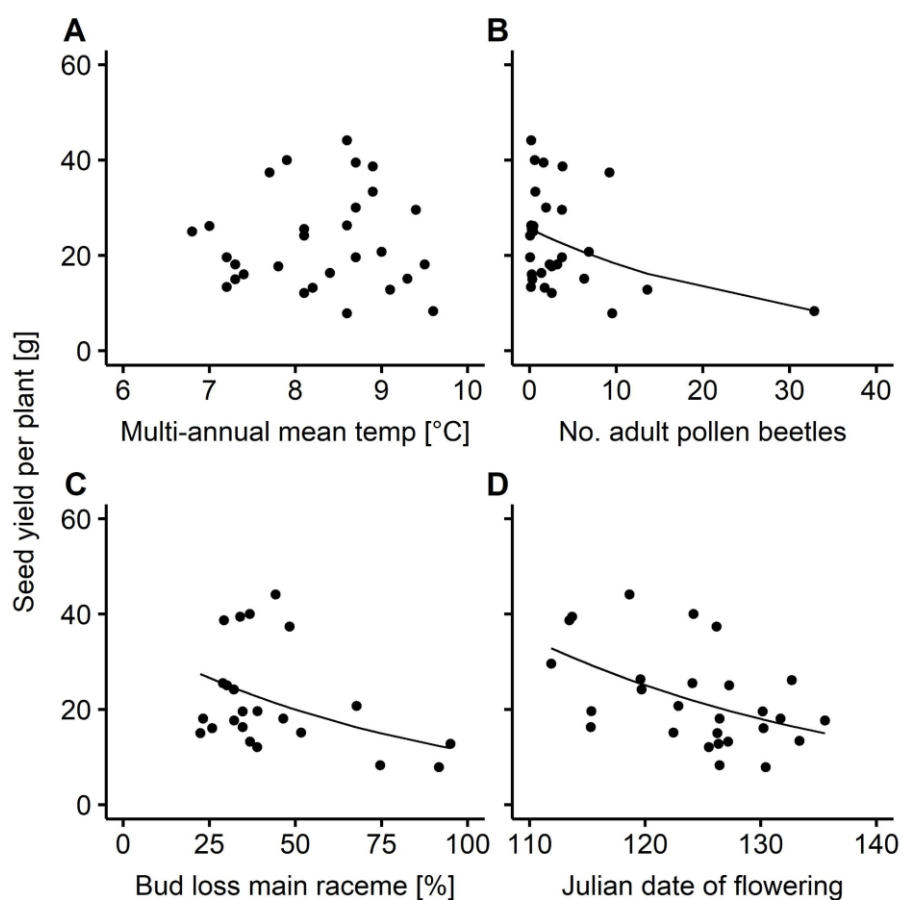 A
B
60
40
20
0
6 7 8 9 10
0 10 20 30 40
Multi-annual mean temp [°C]
No. adult pollen beetles
Seed yield per plant [g]
C
D
60
40
20
0
0 25 50 75 100
110 120 130 140
Bud loss main raceme [%]
Julian date of flowering